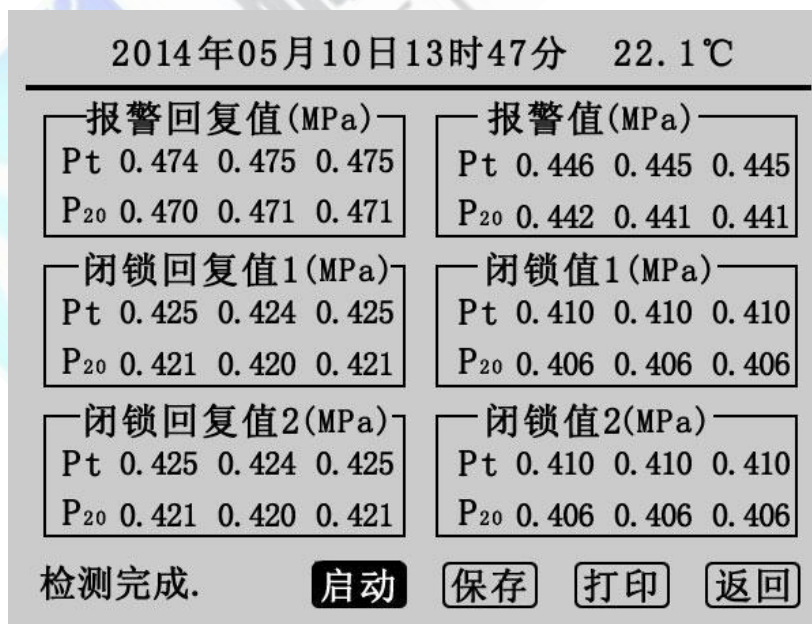 2014年05月10日13时47分 22.1℃
报警回复值(MPa)
Pt 0.474 0.475 0.475
P₂₀ 0.470 0.471 0.471
报警值(MPa)
Pt 0.446 0.445 0.445
P₂₀ 0.442 0.441 0.441
闭锁回复值1(MPa)
Pt 0.425 0.424 0.425
P₂₀ 0.421 0.420 0.421
闭锁值1(MPa)
Pt 0.410 0.410 0.410
P₂₀ 0.406 0.406 0.406
闭锁回复值2(MPa)
Pt 0.425 0.424 0.425
P₂₀ 0.421 0.420 0.421
闭锁值2(MPa)
Pt 0.410 0.410 0.410
P₂₀ 0.406 0.406 0.406
检测完成. 启动 保存 打印 返回